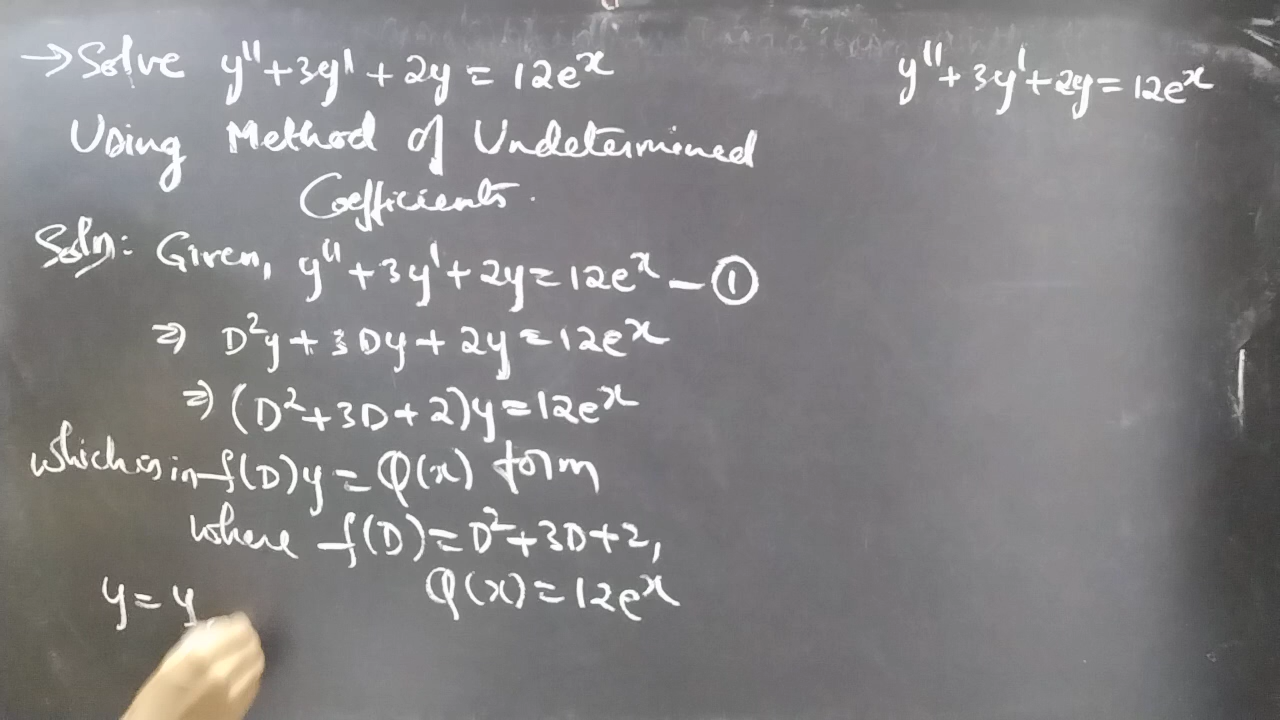 → Solve y'' + 3y' + 2y = 12e^x
Using Method of Undetermined
Coefficients.
Soln: Given, y'' + 3y' + 2y = 12e^x — ①
⇒ D²y + 3Dy + 2y = 12e^x
⇒ (D² + 3D + 2)y = 12e^x
which is in f(D)y = Q(x) form
where f(D) = D² + 3D + 2,
Q(x) = 12e^x
y = y
y'' + 3y' + 2y = 12e^x